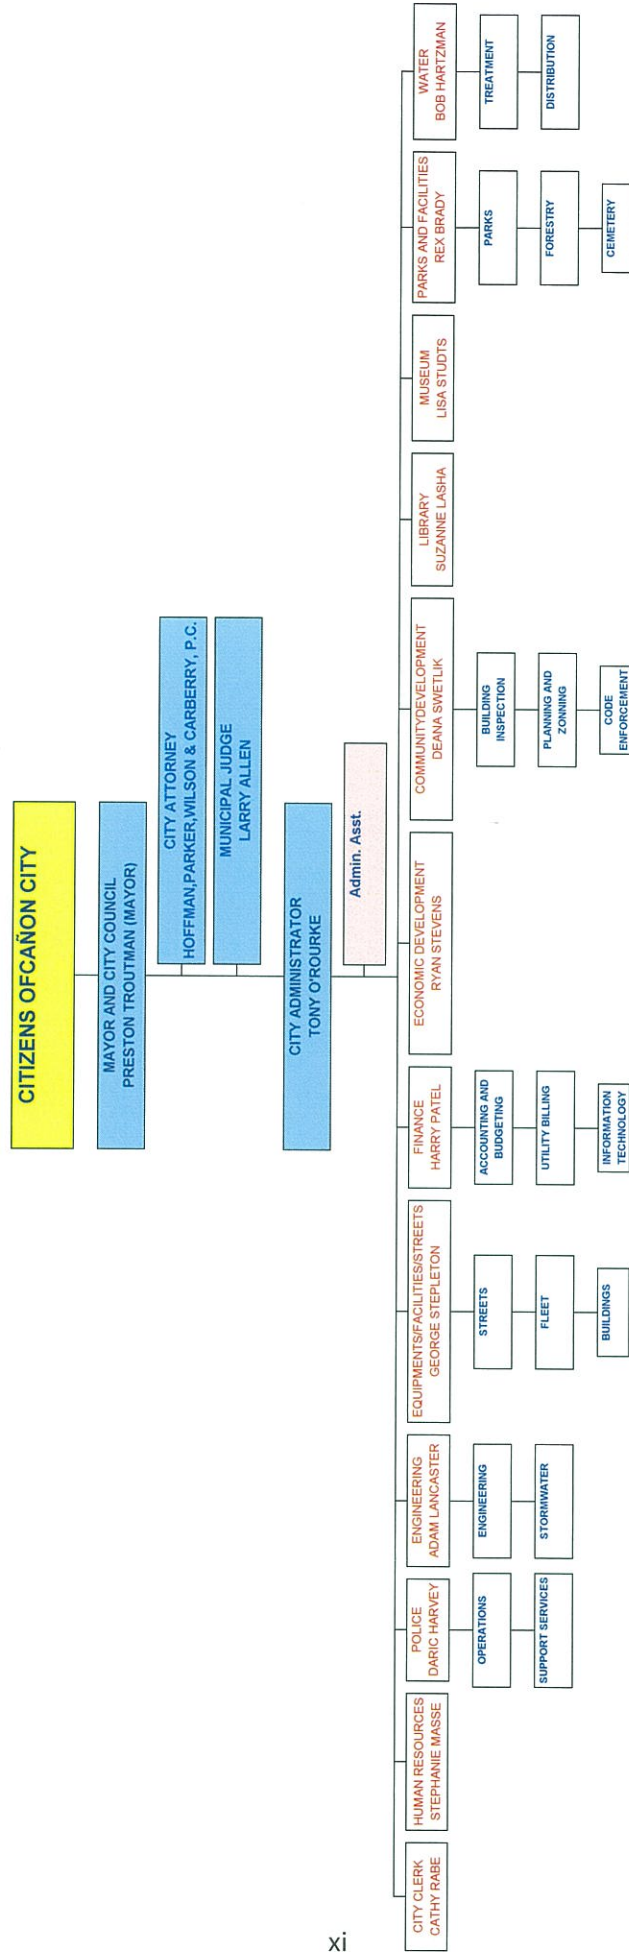 CITIZENS OFCAÑON CITY
MAYOR AND CITY COUNCIL
PRESTON TROUTMAN (MAYOR)
CITY ATTORNEY
HOFFMAN,PARKER,WILSON & CARBERRY, P.C.
MUNICIPAL JUDGE
LARRY ALLEN
CITY ADMINISTRATOR
TONY O'ROURKE
Admin. Asst.
CITY CLERK
CATHY RABE
HUMAN RESOURCES
STEPHANIE MASSE
POLICE
DARIC HARVEY
OPERATIONS
SUPPORT SERVICES
ENGINEERING
ADAM LANCASTER
ENGINEERING
STORMWATER
EQUIPMENTS/FACILITIES/STREETS
GEORGE STEPLETON
STREETS
FLEET
BUILDINGS
FINANCE
HARRY PATEL
ACCOUNTING AND
BUDGETING
UTILITY BILLING
INFORMATION
TECHNOLOGY
ECONOMIC DEVELOPMENT
RYAN STEVENS
COMMUNITYDEVELOPMENT
DEANA SWETLIK
BUILDING
INSPECTION
PLANNING AND
ZONNING
CODE
ENFORCEMENT
LIBRARY
SUZANNE LASHA
MUSEUM
LISA STUDTS
PARKS AND FACILITIES
REX BRADY
PARKS
FORESTRY
CEMETERY
WATER
BOB HARTZMAN
TREATMENT
DISTRIBUTION
xi